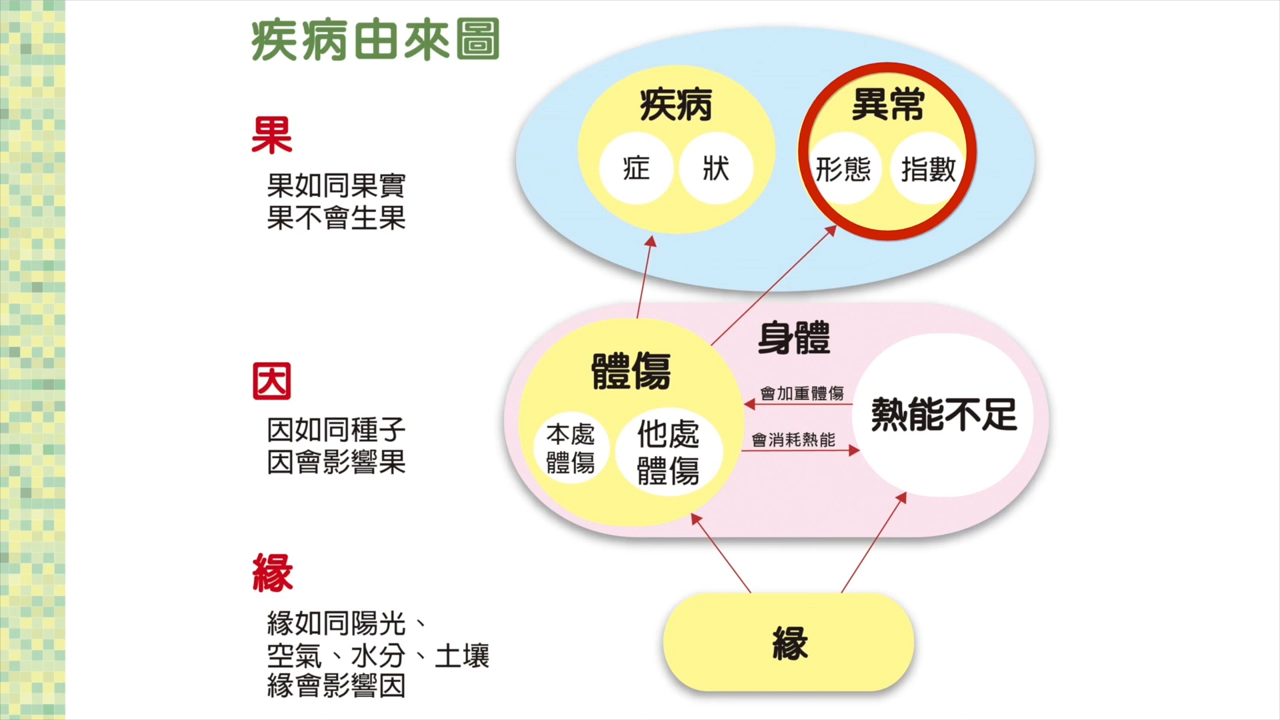 疾病由來圖
果
果如同果實
果不會生果
因
因如同種子
因會影響果
緣
緣如同陽光、
空氣、水分、土壤
緣會影響因
疾病
症
狀
異常
形態
指數
身體
體傷
本處
體傷
他處
體傷
會加重體傷
會消耗熱能
熱能不足
緣